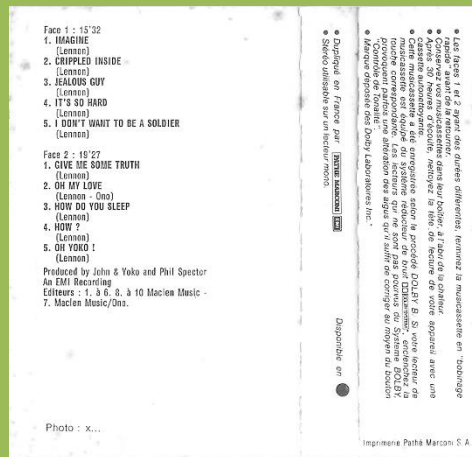 Face 1 : 15'32
1. IMAGINE
(Lennon)
2. CRIPPLED INSIDE
(Lennon)
3. JEALOUS GUY
(Lennon)
4. IT'S SO HARD
(Lennon)
5. I DON'T WANT TO BE A SOLDIER
(Lennon)
Face 2 : 19'27
1. GIVE ME SOME TRUTH
(Lennon)
2. OH MY LOVE
(Lennon - Ono)
3. HOW DO YOU SLEEP
(Lennon)
4. HOW ?
(Lennon)
5. OH YOKO !
(Lennon)
Produced by John & Yoko and Phil Spector
An EMI Recording
Editeurs : 1. à 6. 8. à 10 Maclen Music -
7. Maclen Music/Ono.
Photo : x...
• Dupliqué en France par PATHE MARCONI EMI
• Stéréo utilisable sur un lecteur mono.
Disponible en
• Les faces 1 et 2 ayant des durées différentes, terminez la musicassette en "bobinage
rapide" avant de la retourner.
• Conservez vos musicassettes dans leur boîtier, à l'abri de la chaleur.
• Après 30 heures d'écoute, nettoyez la tête de lecture de votre appareil avec une
cassette autonettoyante.
• Cette musicassette a été enregistrée selon le procédé DOLBY B. Si votre lecteur de
musicassette est équipé du système réducteur de bruit enclenchez la
touche correspondante. Les lecteurs qui ne sont pas pourvus du Systeme DOLBY,
provoquent parfois une altération des aigus qu'il suffit de corriger au moyen du bouton
"Contrôle de Tonalité".
• Marque déposée des Dolby Laboratoires Inc."
Imprimerie Pathé Marconi S.A.